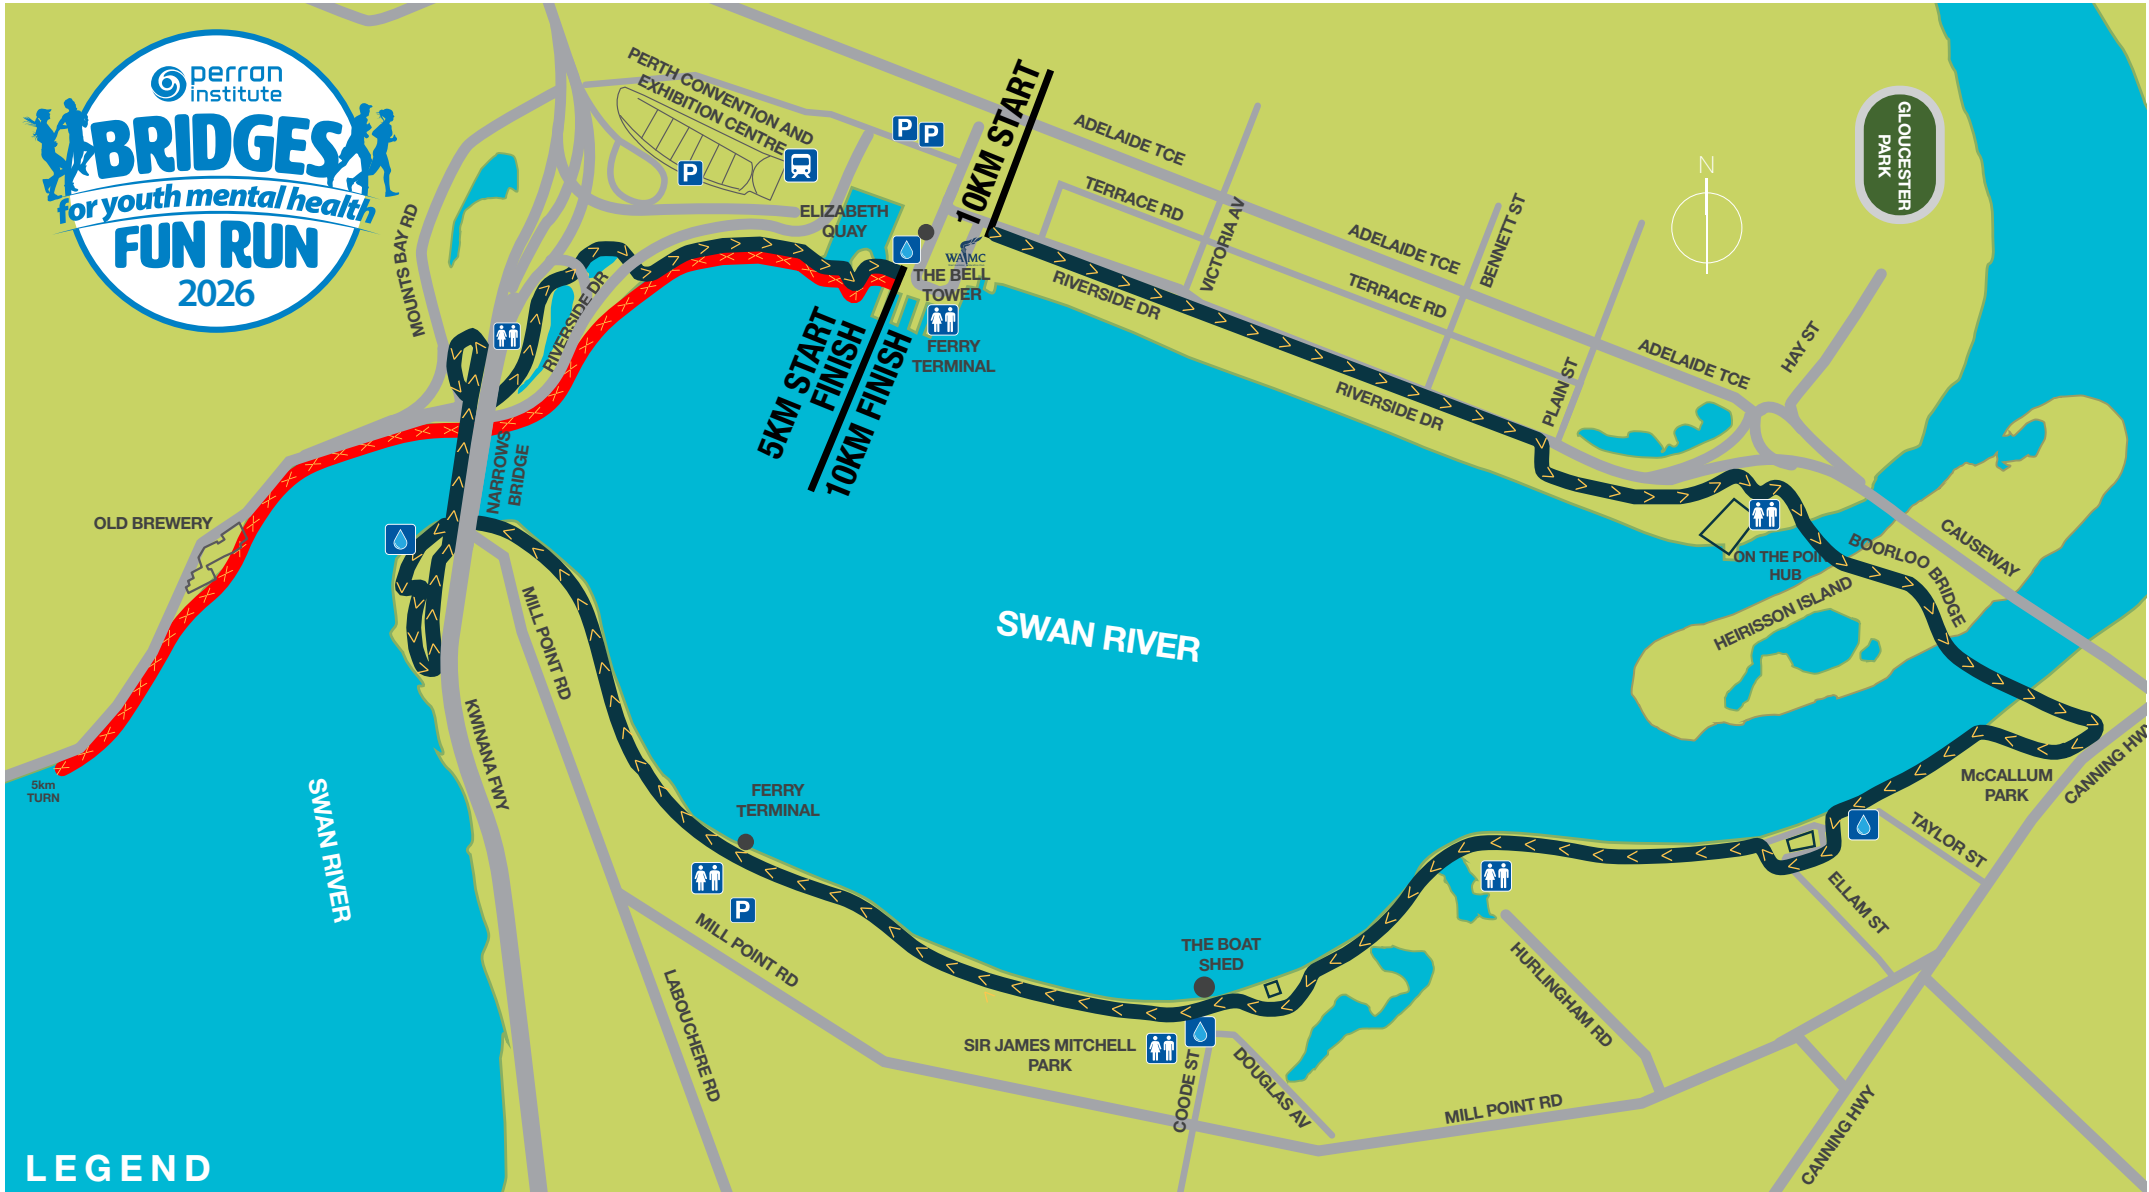 perron
institute
BRIDGES
for youth mental health
FUN RUN
2026
PERTH CONVENTION AND
EXHIBITION CENTRE
P
P
P
10KM START
ADELAIDE TCE
TERRACE RD
VICTORIA AV
ADELAIDE TCE
BENNETT ST
TERRACE RD
ADELAIDE TCE
HAY ST
PLAIN ST
GLOUCESTER
PARK
N
MOUNTS BAY RD
ELIZABETH
QUAY
WAMC
THE BELL
TOWER
FERRY
TERMINAL
RIVERSIDE DR
RIVERSIDE DR
RIVERSIDE DR
5KM START
FINISH
10KM FINISH
NARROWS
BRIDGE
OLD BREWERY
ON THE POIN
HUB
BOORLOO BRIDGE
CAUSEWAY
HEIRISSON ISLAND
SWAN RIVER
MILL POINT RD
KWINANA FWY
5km
TURN
SWAN RIVER
FERRY
TERMINAL
P
MILL POINT RD
LABOUCHERE RD
THE BOAT
SHED
SIR JAMES MITCHELL
PARK
COODE ST
DOUGLAS AV
HURLINGHAM RD
MILL POINT RD
McCALLUM
PARK
CANNING HWY
TAYLOR ST
ELLAM ST
CANNING HWY
LEGEND